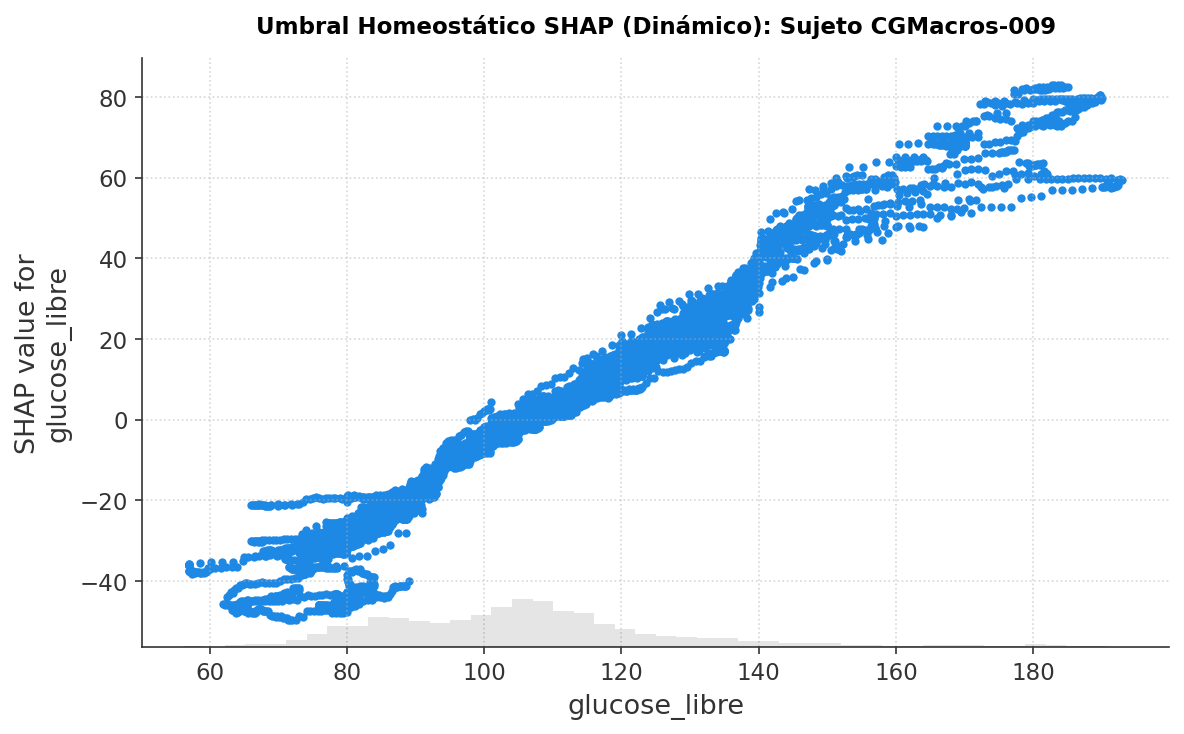 Umbral Homeostático SHAP (Dinámico): Sujeto CGMacros-009
80
60
40
20
0
−20
−40
SHAP value for
glucose_libre
60 80 100 120 140 160 180
glucose_libre